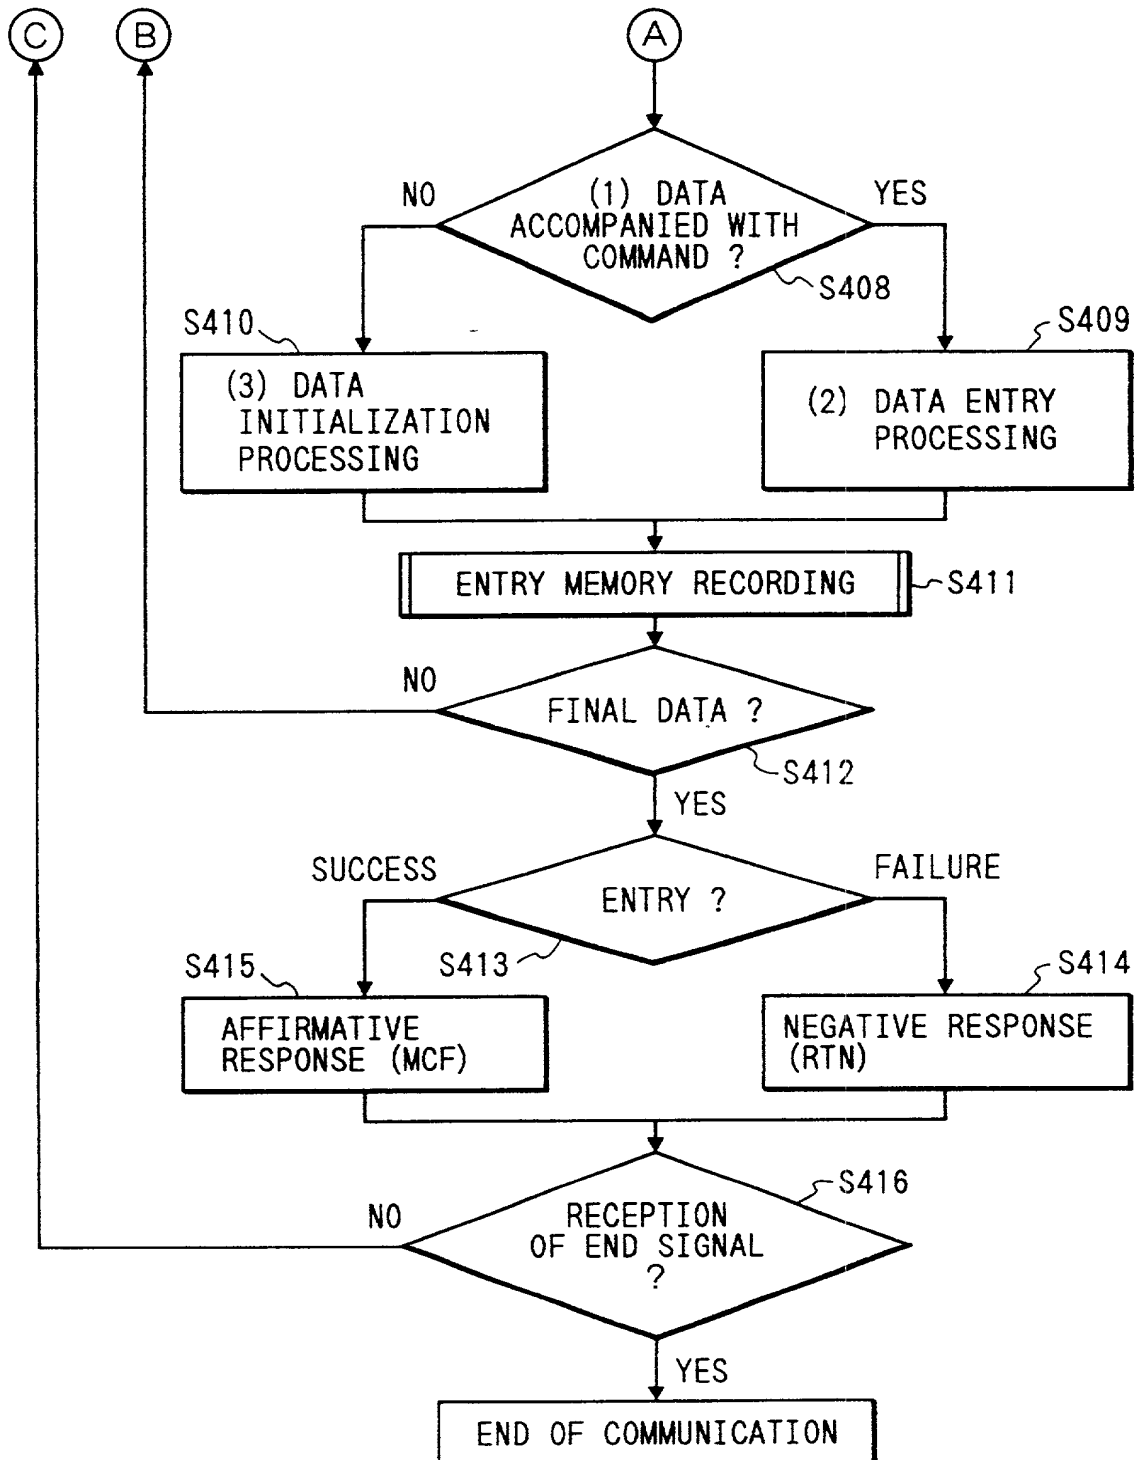 C
B
A
NO
YES
(1) DATA
ACCOMPANIED WITH
COMMAND ?
S408
S410
S409
(3) DATA
INITIALIZATION
PROCESSING
(2) DATA ENTRY
PROCESSING
ENTRY MEMORY RECORDING
S411
NO
FINAL DATA ?
S412
YES
SUCCESS
FAILURE
ENTRY ?
S413
S415
S414
AFFIRMATIVE
RESPONSE (MCF)
NEGATIVE RESPONSE
(RTN)
S416
NO
RECEPTION
OF END SIGNAL
?
YES
END OF COMMUNICATION